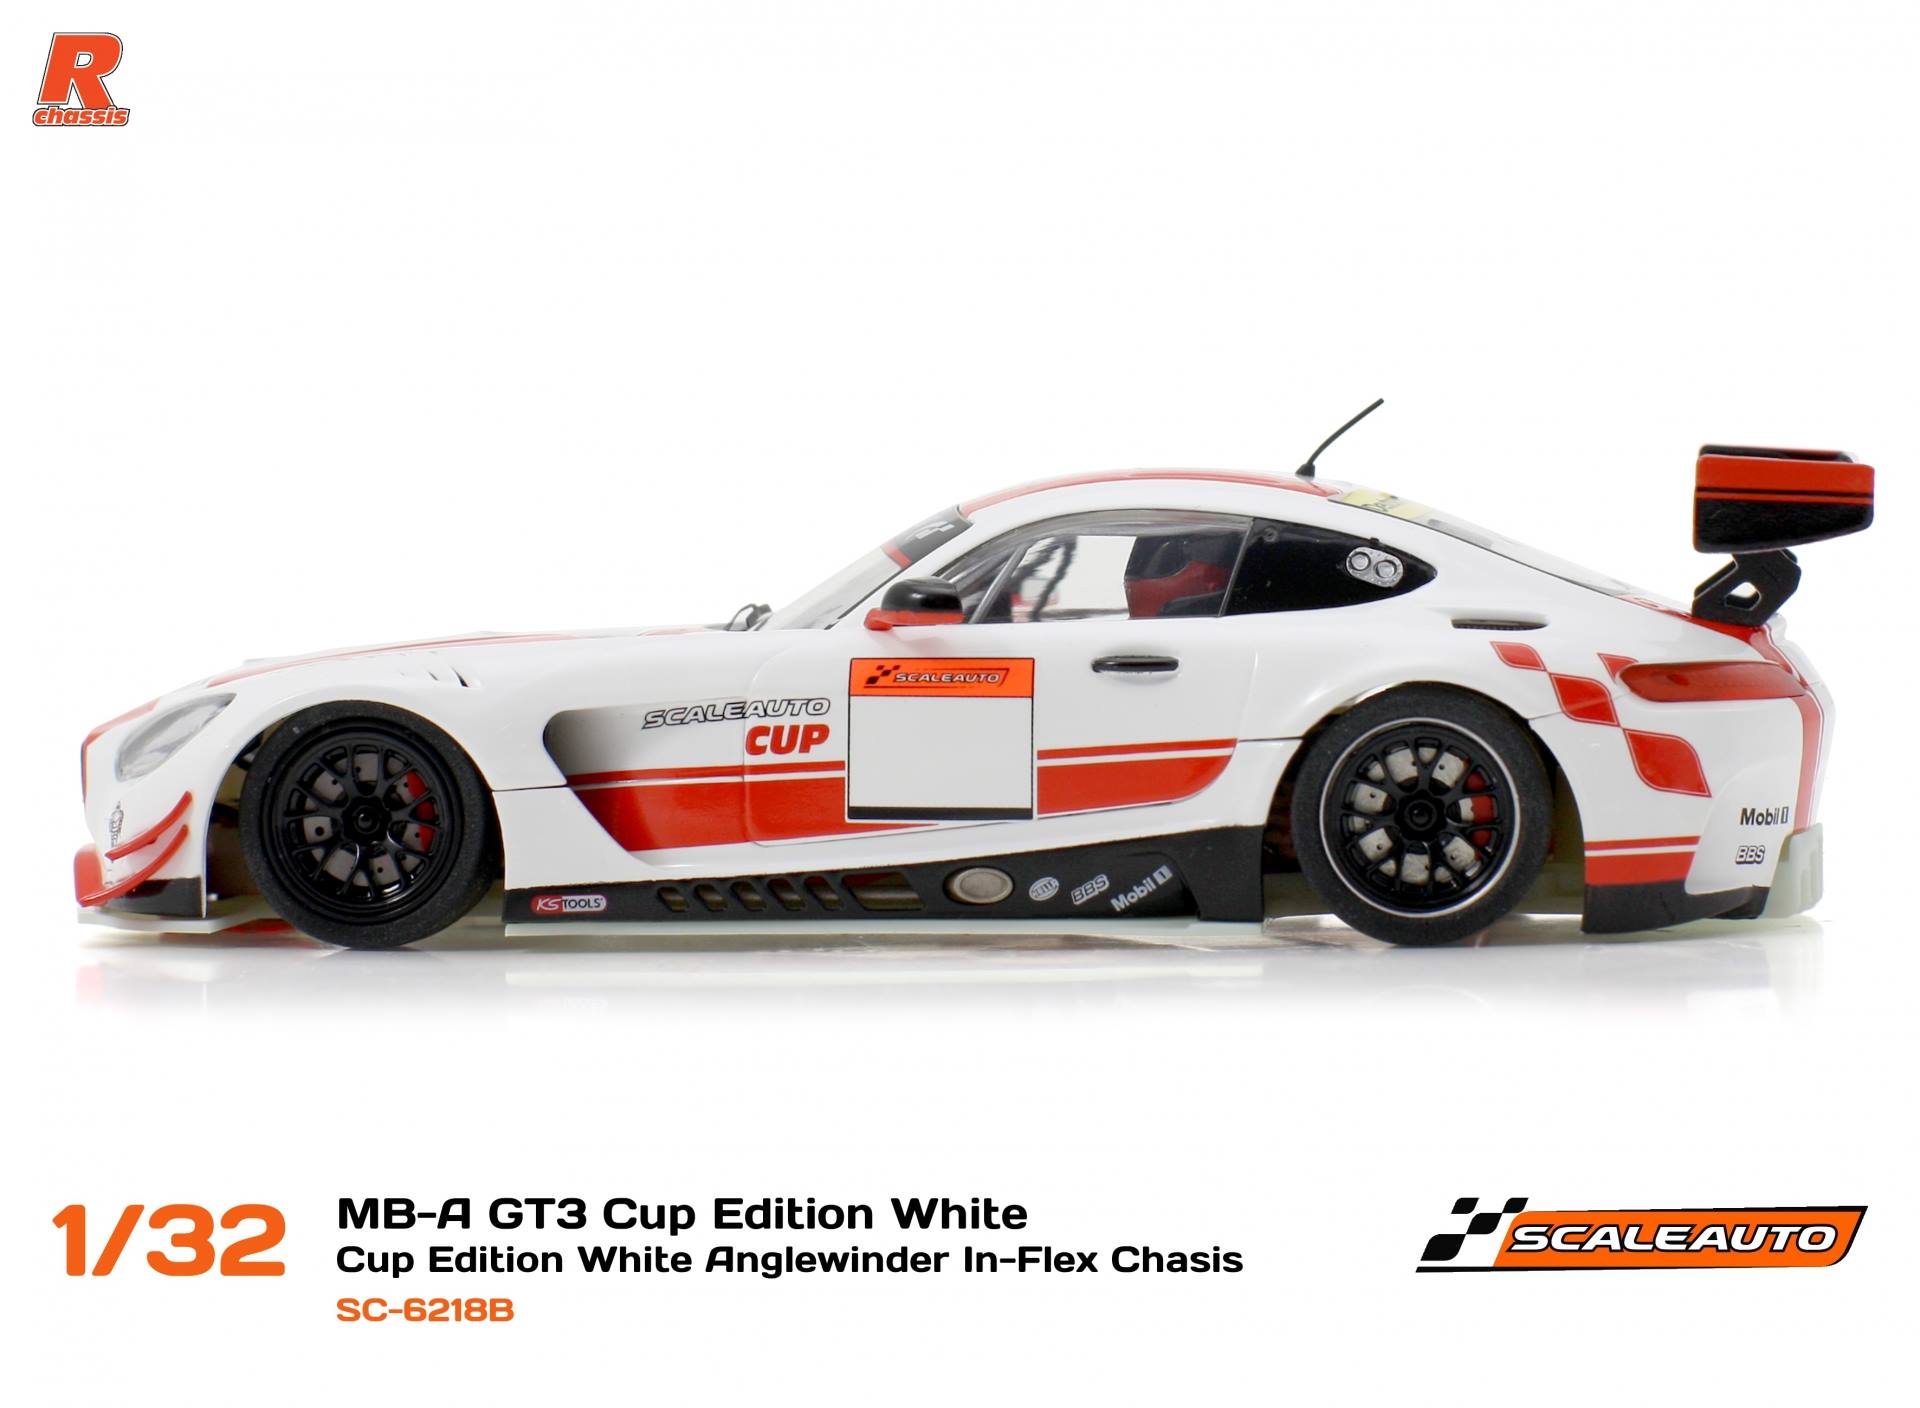 R
chassis
SCALEAUTO
SCALEAUTO
CUP
Mobil 1
BBS
KS TOOLS
HELLA
BBS
Mobil 1
1/32
MB-A GT3 Cup Edition White
Cup Edition White Anglewinder In-Flex Chasis
SC-6218B
SCALEAUTO